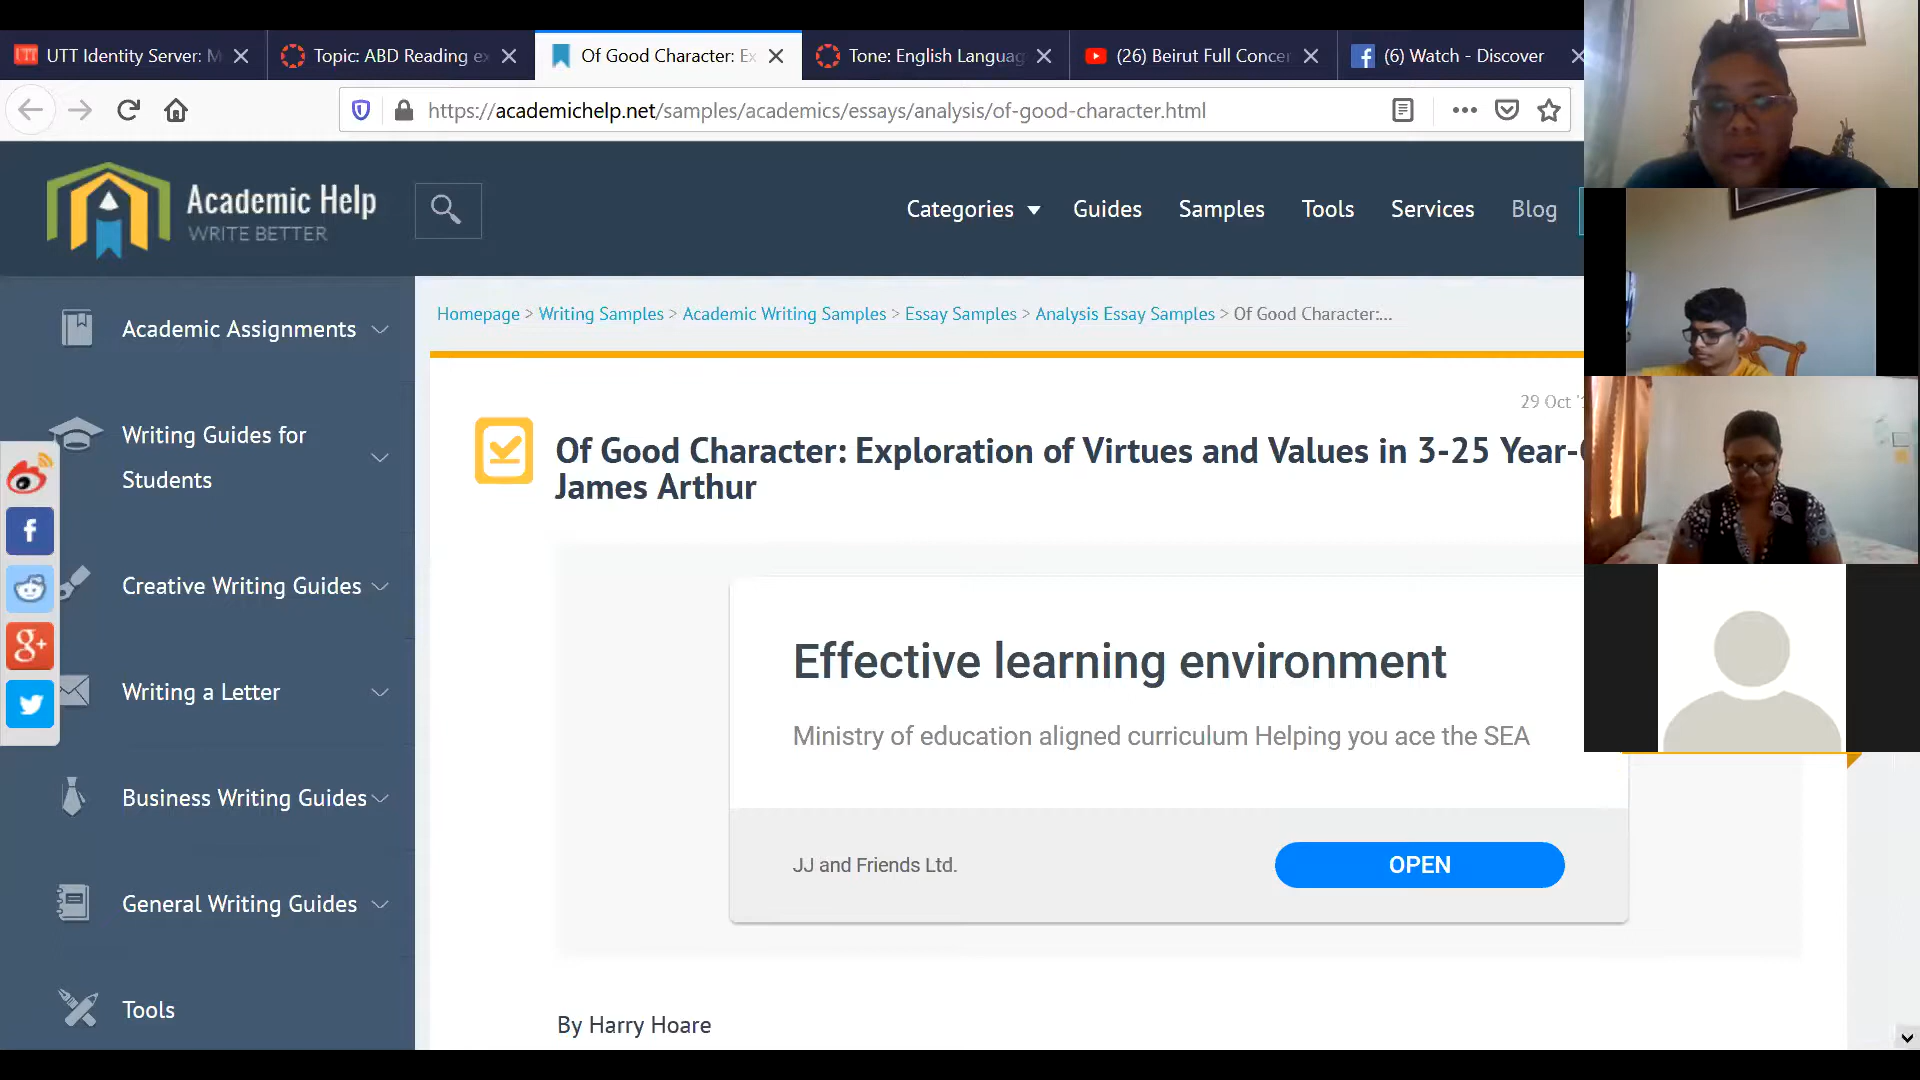 UTT Identity Server: M
Topic: ABD Reading ex
Of Good Character: Ex
Tone: English Languag
(26) Beirut Full Concer
(6) Watch - Discover
https://academichelp.net/samples/academics/essays/analysis/of-good-character.html
Academic Help
WRITE BETTER
Categories
Guides
Samples
Tools
Services
Blog
Homepage > Writing Samples > Academic Writing Samples > Essay Samples > Analysis Essay Samples > Of Good Character:...
Academic Assignments
Writing Guides for
Students
Creative Writing Guides
Writing a Letter
Business Writing Guides
General Writing Guides
Tools
29 Oct
Of Good Character: Exploration of Virtues and Values in 3-25 Year-
James Arthur
Effective learning environment
Ministry of education aligned curriculum Helping you ace the SEA
JJ and Friends Ltd.
OPEN
By Harry Hoare